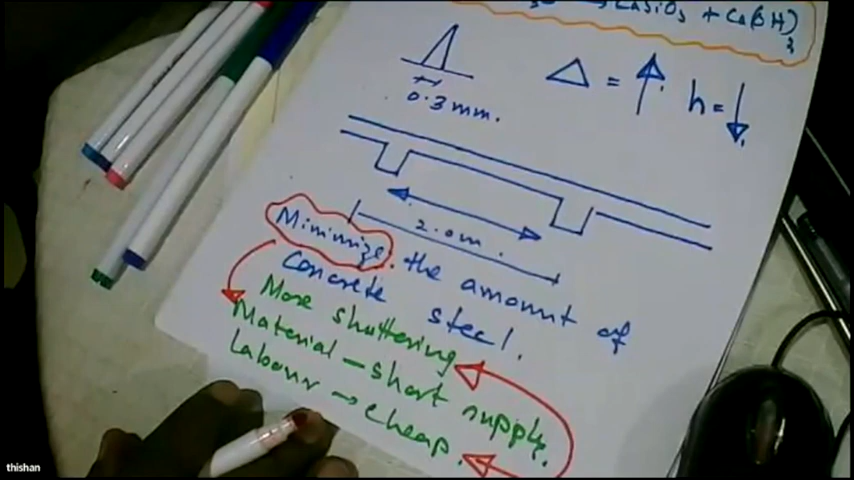 CaSiO3 + Ca(OH)2
0.3 mm.
Δ = ↑. h = ↓
2.0m.
Minimize. the amount of
concrete steel.
More shuttering
Material - short supply.
Labour → cheap.
thishan